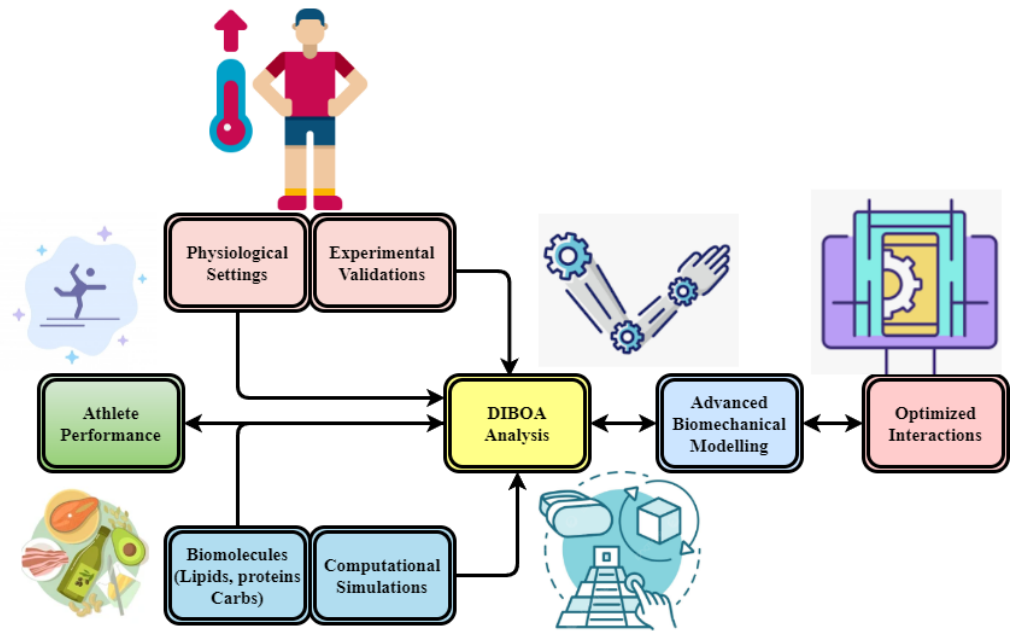 Physiological
Settings
Experimental
Validations
Athlete
Performance
DIBOA
Analysis
Advanced
Biomechanical
Modelling
Optimized
Interactions
Biomolecules
(Lipids, proteins
Carbs)
Computational
Simulations